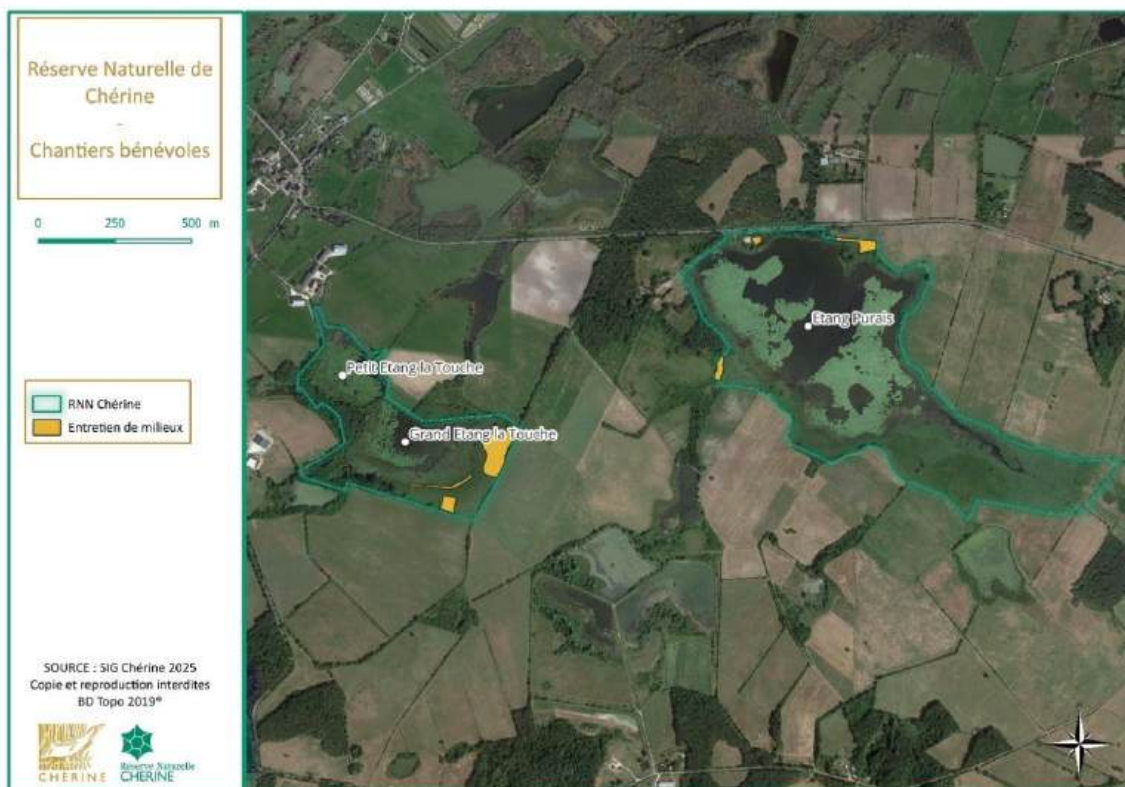 Réserve Naturelle de
Chérine
-
Chantiers bénévoles
0 250 500 m
RNN Chérine
Entretien de milieux
SOURCE : SIG Chérine 2025
Copie et reproduction interdites
BD Topo 2019®
CHERINE
Réserve Naturelle
CHERINE
Petit Etang la Touche
Grand Etang la Touche
Etang Purais